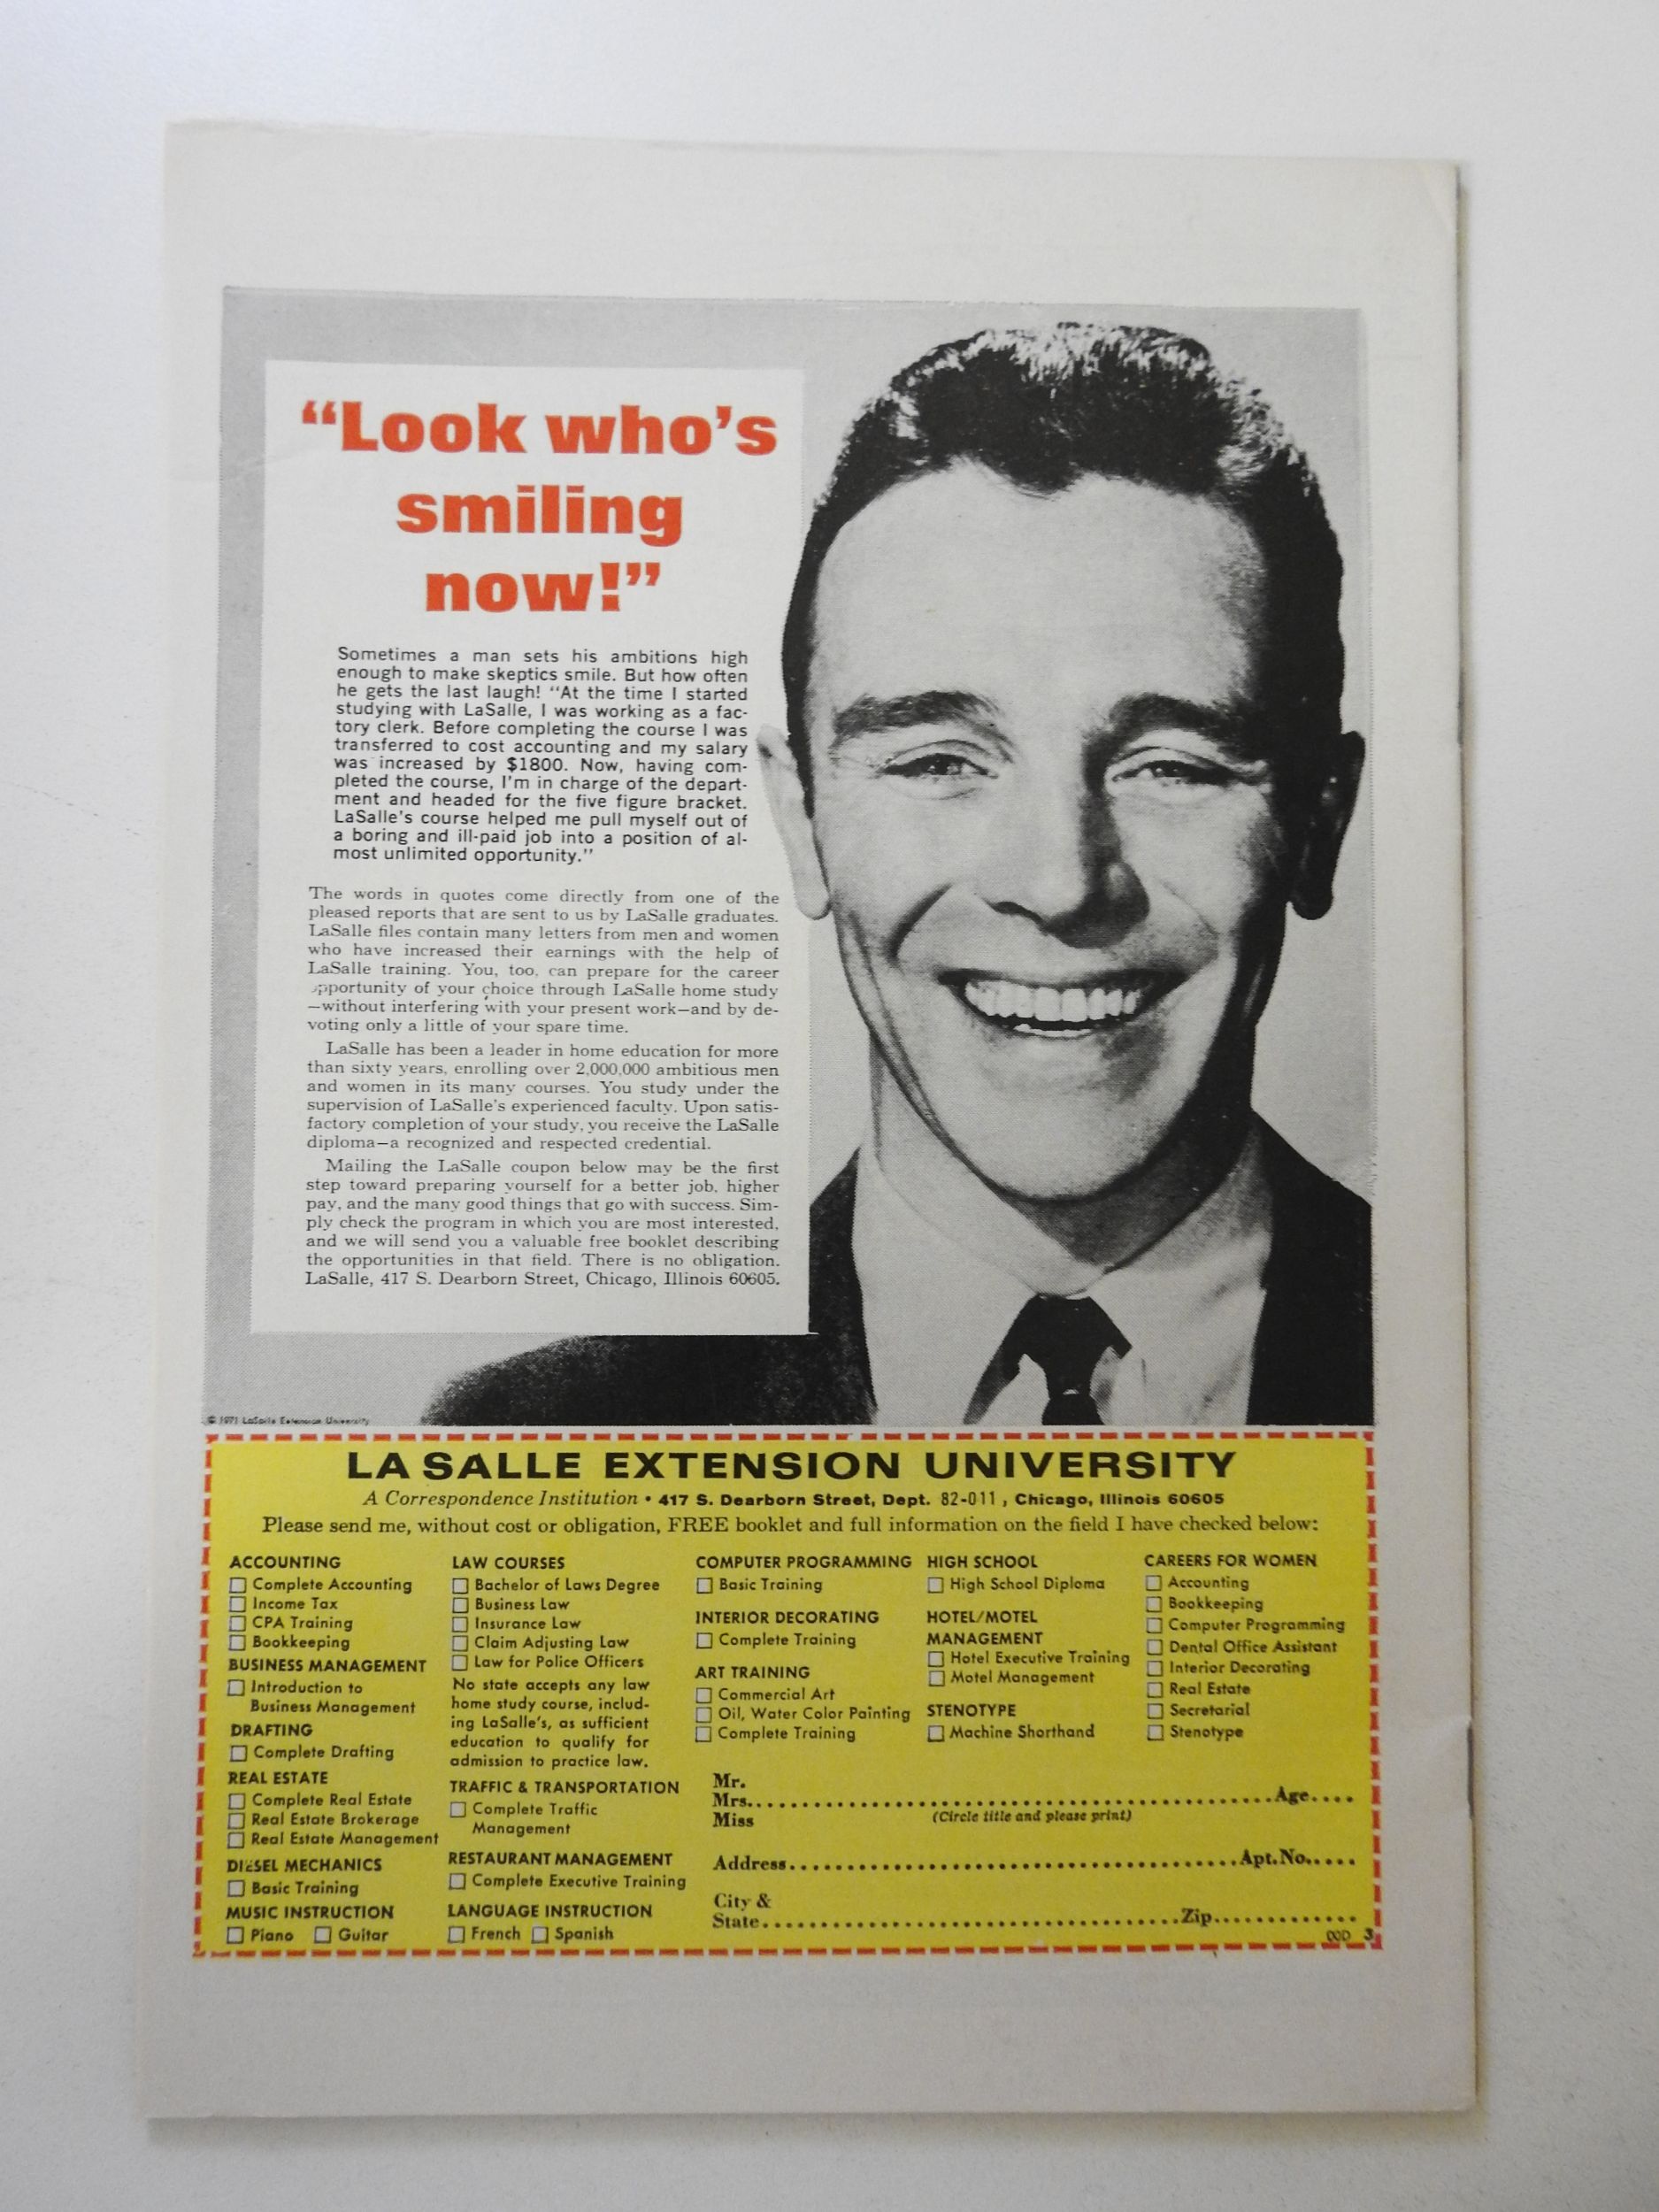 “Look who’s
smiling
now!”
Sometimes a man sets his ambitions high
enough to make skeptics smile. But how often
he gets the last laugh! “At the time I started
studying with LaSalle, I was working as a fac-
tory clerk. Before completing the course I was
transferred to cost accounting and my salary
was increased by $1800. Now, having com-
pleted the course, I’m in charge of the depart-
ment and headed for the five figure bracket.
LaSalle’s course helped me pull myself out of
a boring and ill-paid job into a position of al-
most unlimited opportunity.”
The words in quotes come directly from one of the
pleased reports that are sent to us by LaSalle graduates.
LaSalle files contain many letters from men and women
who have increased their earnings with the help of
LaSalle training. You, too, can prepare for the career
opportunity of your choice through LaSalle home study
—without interfering with your present work—and by de-
voting only a little of your spare time.
LaSalle has been a leader in home education for more
than sixty years, enrolling over 2,000,000 ambitious men
and women in its many courses. You study under the
supervision of LaSalle’s experienced faculty. Upon satis-
factory completion of your study, you receive the LaSalle
diploma—a recognized and respected credential.
Mailing the LaSalle coupon below may be the first
step toward preparing yourself for a better job, higher
pay, and the many good things that go with success. Sim-
ply check the program in which you are most interested,
and we will send you a valuable free booklet describing
the opportunities in that field. There is no obligation.
LaSalle, 417 S. Dearborn Street, Chicago, Illinois 60605.
© 1971 LaSalle Extension University
LA SALLE EXTENSION UNIVERSITY
A Correspondence Institution • 417 S. Dearborn Street, Dept. 82-011, Chicago, Illinois 60605
Please send me, without cost or obligation, FREE booklet and full information on the field I have checked below:
ACCOUNTING
Complete Accounting
Income Tax
CPA Training
Bookkeeping
BUSINESS MANAGEMENT
Introduction to
Business Management
DRAFTING
Complete Drafting
REAL ESTATE
Complete Real Estate
Real Estate Brokerage
Real Estate Management
DIESEL MECHANICS
Basic Training
MUSIC INSTRUCTION
Piano Guitar
LAW COURSES
Bachelor of Laws Degree
Business Law
Insurance Law
Claim Adjusting Law
Law for Police Officers
No state accepts any law
home study course, includ-
ing LaSalle’s, as sufficient
education to qualify for
admission to practice law.
TRAFFIC & TRANSPORTATION
Complete Traffic
Management
RESTAURANT MANAGEMENT
Complete Executive Training
LANGUAGE INSTRUCTION
French Spanish
COMPUTER PROGRAMMING
Basic Training
INTERIOR DECORATING
Complete Training
ART TRAINING
Commercial Art
Oil, Water Color Painting
Complete Training
HIGH SCHOOL
High School Diploma
HOTEL/MOTEL
MANAGEMENT
Hotel Executive Training
Motel Management
STENOTYPE
Machine Shorthand
CAREERS FOR WOMEN
Accounting
Bookkeeping
Computer Programming
Dental Office Assistant
Interior Decorating
Real Estate
Secretarial
Stenotype
Mr.
Mrs. Age
Miss (Circle title and please print)
Address Apt. No.
City &
State Zip
3